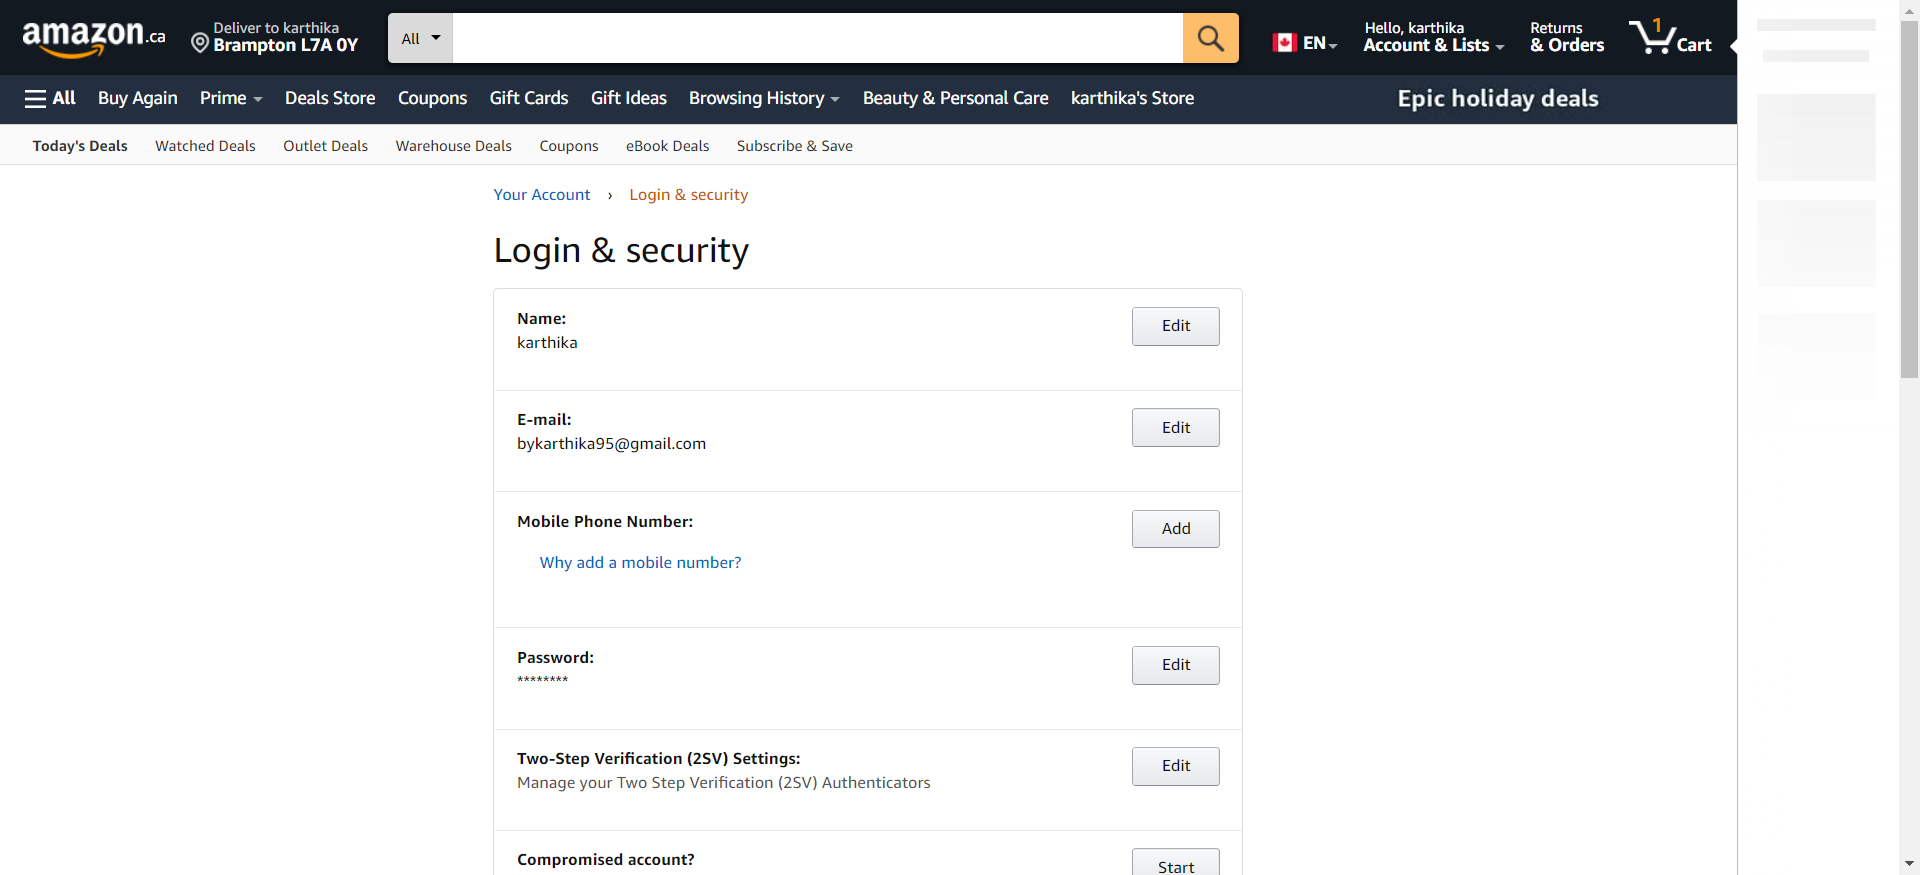 amazon.ca
Deliver to karthika
Brampton L7A 0Y
All
EN
Hello, karthika
Account & Lists
Returns
& Orders
1
Cart
All
Buy Again
Prime
Deals Store
Coupons
Gift Cards
Gift Ideas
Browsing History
Beauty & Personal Care
karthika's Store
Epic holiday deals
Today's Deals
Watched Deals
Outlet Deals
Warehouse Deals
Coupons
eBook Deals
Subscribe & Save
Your Account › Login & security
Login & security
Name:
karthika
Edit
E-mail:
bykarthika95@gmail.com
Edit
Mobile Phone Number:
Add
Why add a mobile number?
Password:
********
Edit
Two-Step Verification (2SV) Settings:
Manage your Two Step Verification (2SV) Authenticators
Edit
Compromised account?
Start